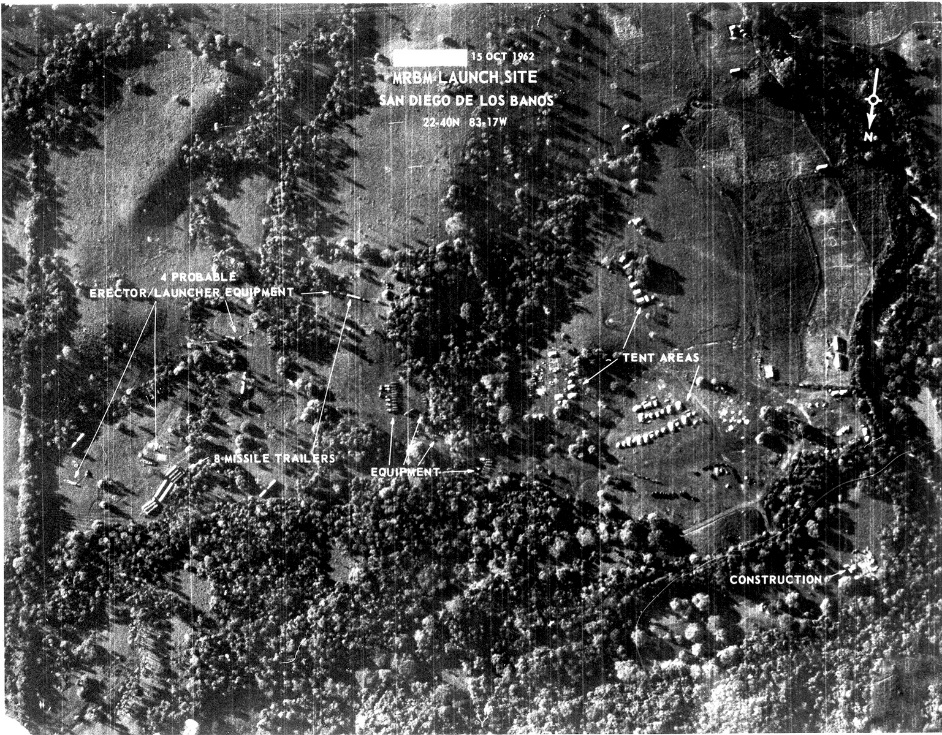 15 OCT 1962
MRBM LAUNCH SITE
SAN DIEGO DE LOS BANOS
22-40N 83-17W
N
4 PROBABLE
ERECTOR/LAUNCHER EQUIPMENT
TENT AREAS
8 MISSILE TRAILERS
EQUIPMENT
CONSTRUCTION